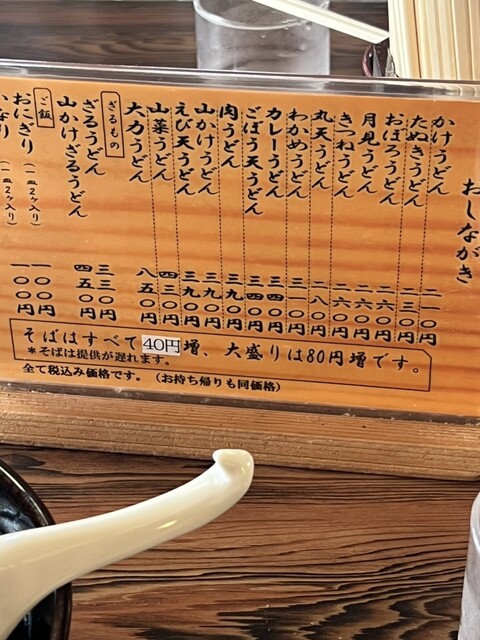 おしながき
かけうどん 二一〇円
たぬきうどん 二三〇円
おぼろうどん 二六〇円
月見うどん 二六〇円
きつねうどん 二六〇円
丸天うどん 二八〇円
わかめうどん 三一〇円
カレーうどん 三四〇円
ごぼう天うどん 三四〇円
肉うどん 三九〇円
山かけうどん 三九〇円
えび天うどん 三九〇円
山菜うどん 四三〇円
大力うどん 八五〇円
ざるもの
ざるうどん 三三〇円
山かけざるうどん 四五〇円
ご飯
おにぎり(一皿2ヶ入り) 一〇〇円
いなり(一皿2ヶ入り) 一〇〇円
そばはすべて40円増、大盛りは80円増です。
*そばは提供が遅れます。
全て税込み価格です。(お持ち帰りも同価格)